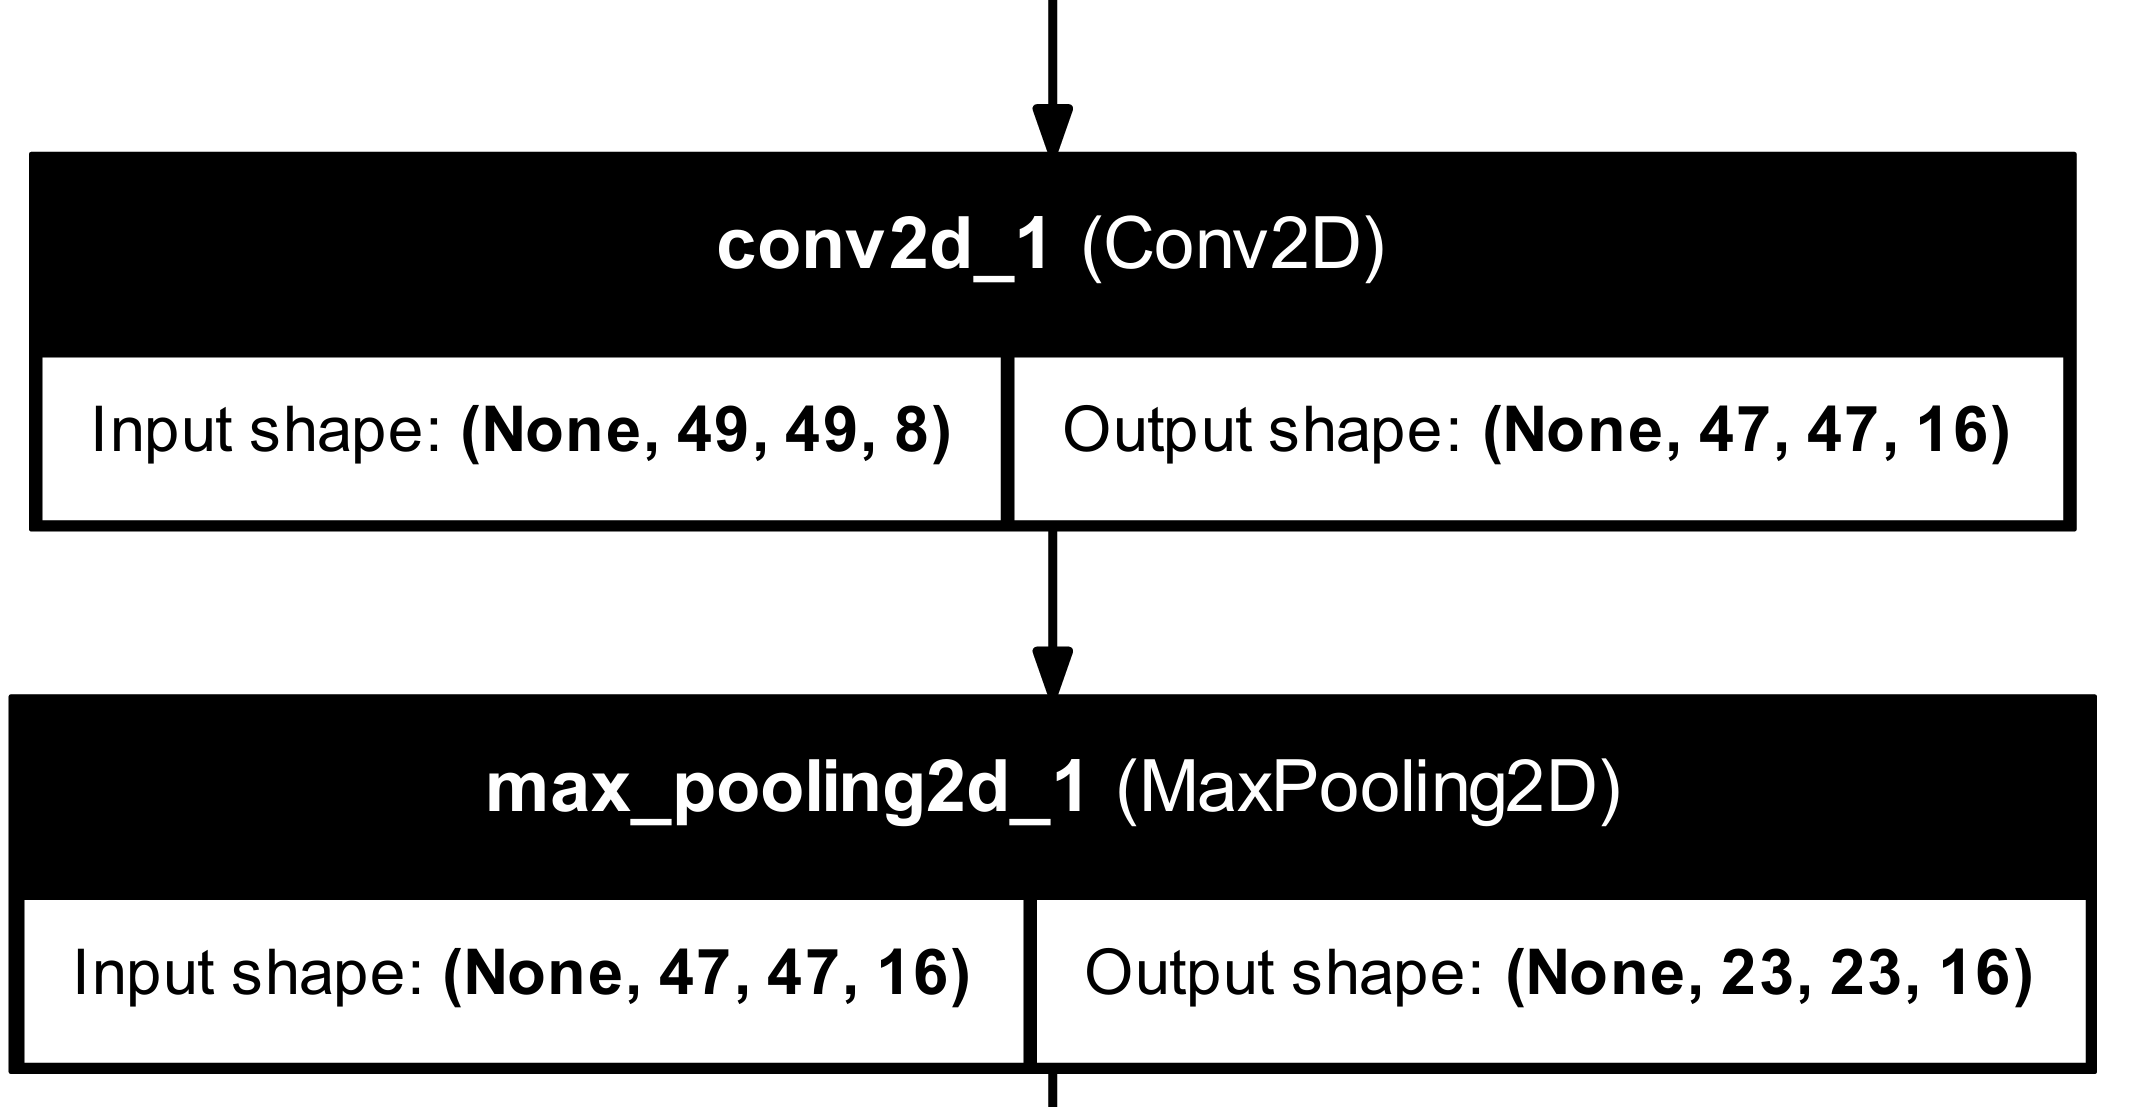 conv2d_1 (Conv2D)
Input shape: (None, 49, 49, 8)
Output shape: (None, 47, 47, 16)
max_pooling2d_1 (MaxPooling2D)
Input shape: (None, 47, 47, 16)
Output shape: (None, 23, 23, 16)